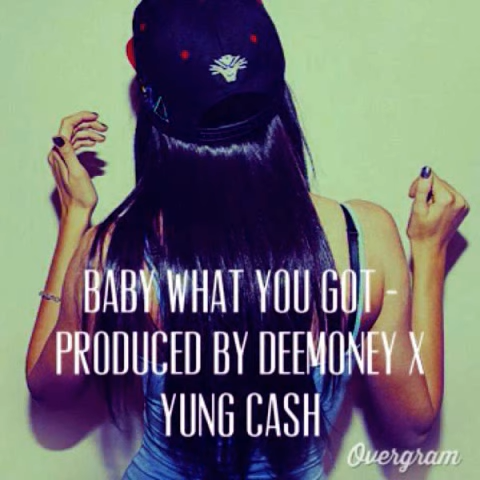 BABY WHAT YOU GOT -
PRODUCED BY DEEMONEY X
YUNG CASH
Overgram